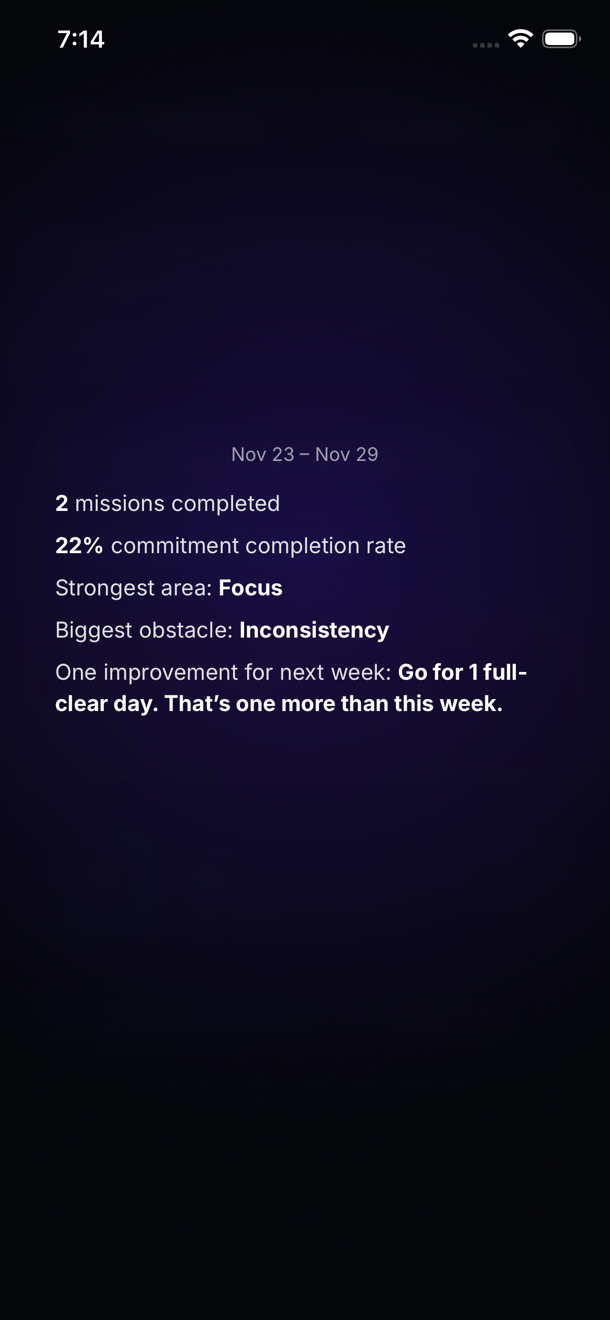 7:14
Nov 23 – Nov 29
2 missions completed
22% commitment completion rate
Strongest area: Focus
Biggest obstacle: Inconsistency
One improvement for next week: Go for 1 full-
clear day. That’s one more than this week.